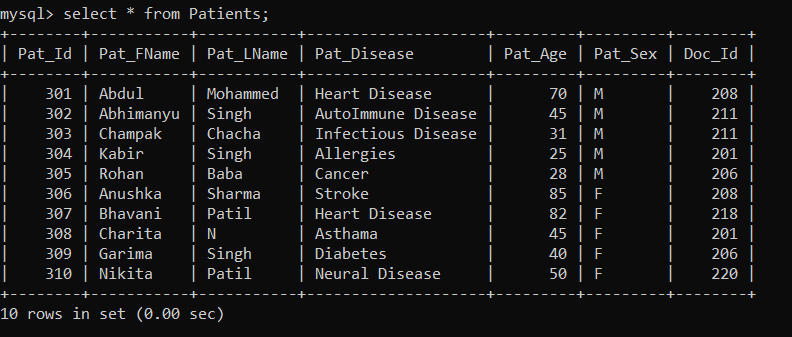 mysql> select * from Patients;
+--------+-----------+-----------+--------------------+---------+---------+--------+
| Pat_Id | Pat_FName | Pat_LName | Pat_Disease        | Pat_Age | Pat_Sex | Doc_Id |
+--------+-----------+-----------+--------------------+---------+---------+--------+
|    301 | Abdul     | Mohammed  | Heart Disease      |      70 | M       |    208 |
|    302 | Abhimanyu | Singh     | AutoImmune Disease |      45 | M       |    211 |
|    303 | Champak   | Chacha    | Infectious Disease |      31 | M       |    211 |
|    304 | Kabir     | Singh     | Allergies          |      25 | M       |    201 |
|    305 | Rohan     | Baba      | Cancer             |      28 | M       |    206 |
|    306 | Anushka   | Sharma    | Stroke             |      85 | F       |    208 |
|    307 | Bhavani   | Patil     | Heart Disease      |      82 | F       |    218 |
|    308 | Charita   | N         | Asthama            |      45 | F       |    201 |
|    309 | Garima    | Singh     | Diabetes           |      40 | F       |    206 |
|    310 | Nikita    | Patil     | Neural Disease     |      50 | F       |    220 |
+--------+-----------+-----------+--------------------+---------+---------+--------+
10 rows in set (0.00 sec)